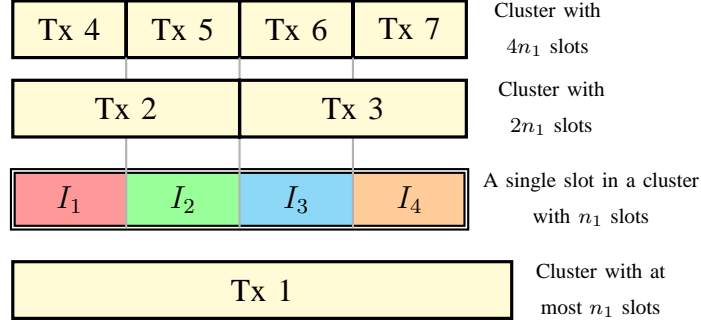 Tx 4 Tx 5 Tx 6 Tx 7
Cluster with
4n₁ slots
Tx 2 Tx 3
Cluster with
2n₁ slots
I₁ I₂ I₃ I₄
A single slot in a cluster
with n₁ slots
Tx 1
Cluster with at
most n₁ slots